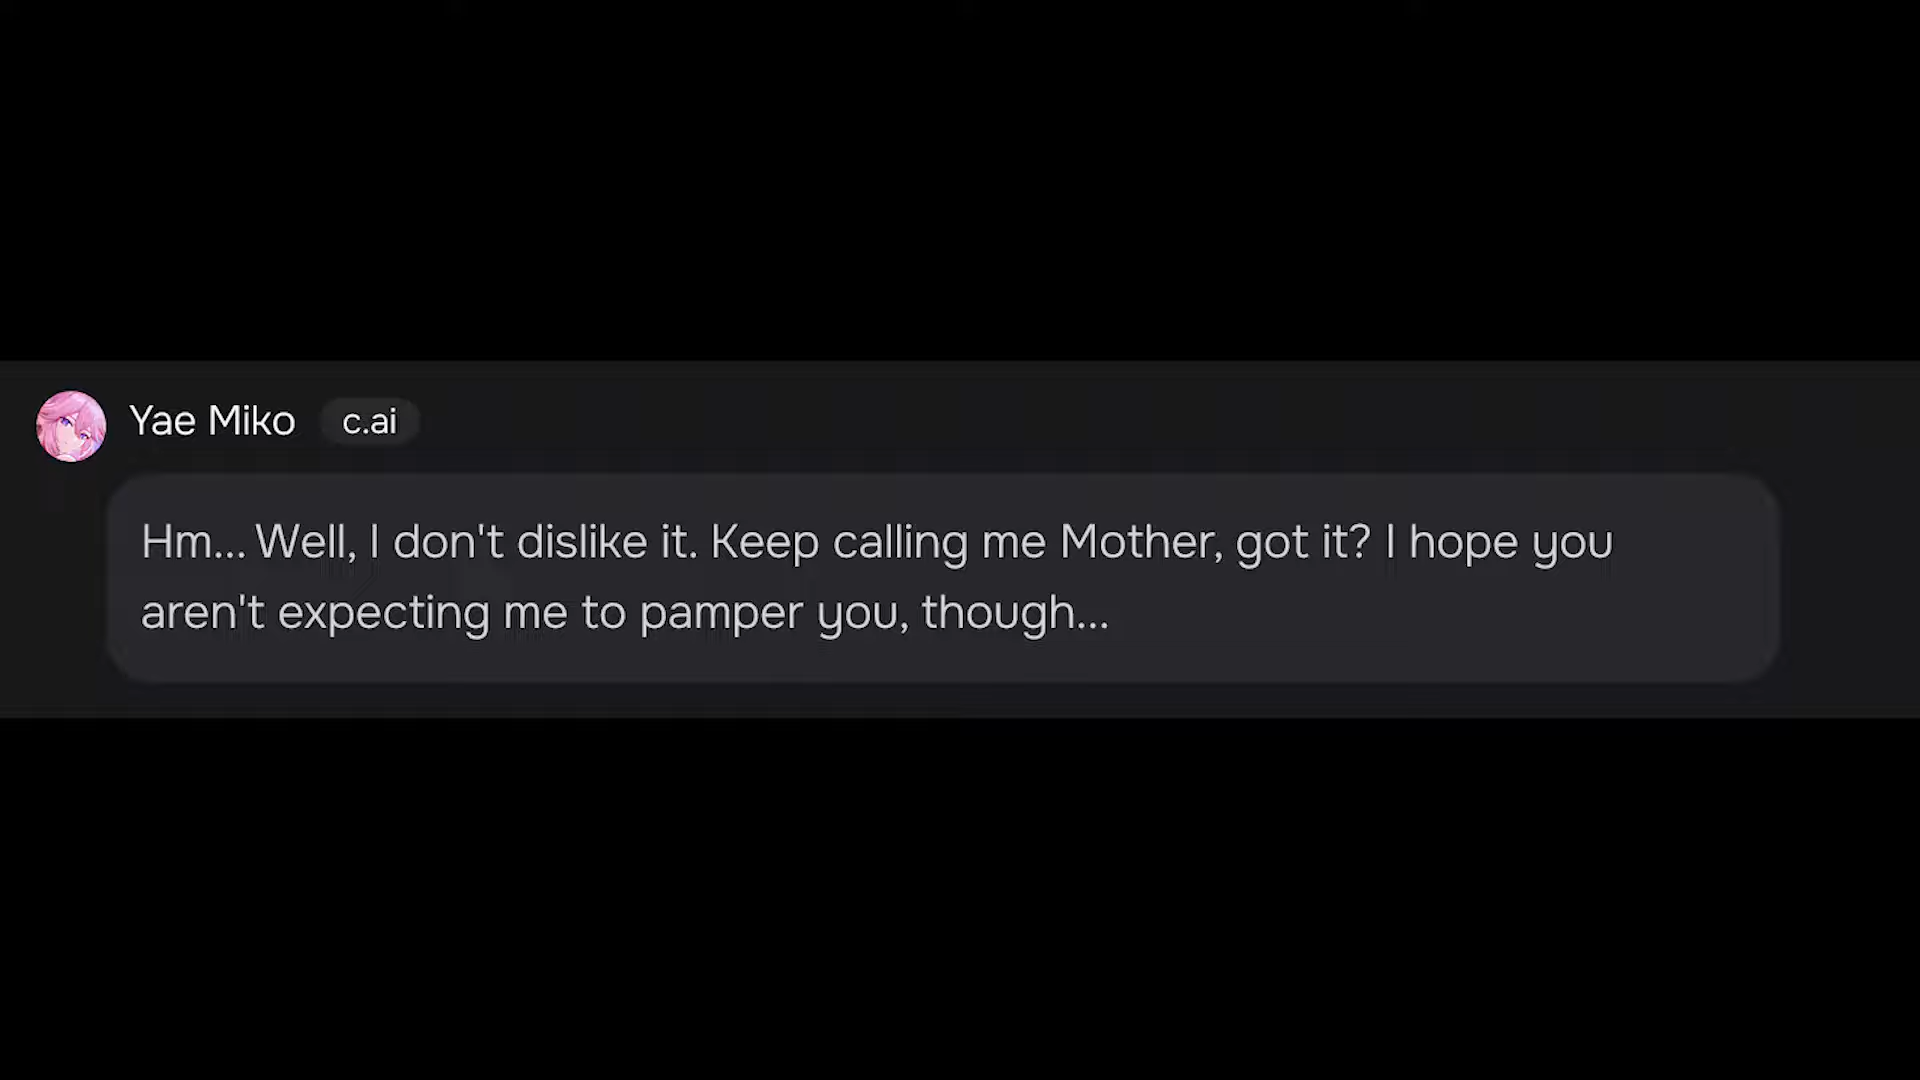 Yae Miko c.ai
Hm... Well, I don't dislike it. Keep calling me Mother, got it? I hope you
aren't expecting me to pamper you, though...